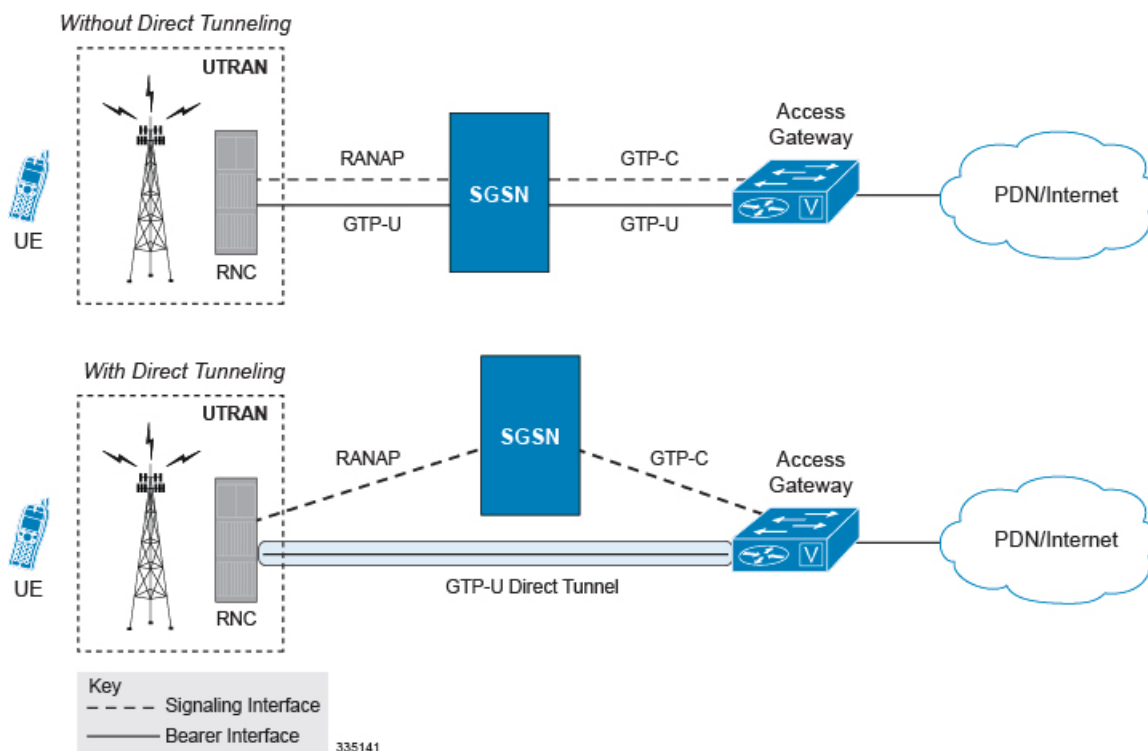 Without Direct Tunneling
UTRAN
UE
RNC
RANAP
GTP-U
SGSN
GTP-C
GTP-U
Access
Gateway
V
PDN/Internet
With Direct Tunneling
UTRAN
UE
RNC
RANAP
SGSN
GTP-C
GTP-U Direct Tunnel
Access
Gateway
V
PDN/Internet
Key
Signaling Interface
Bearer Interface
335141